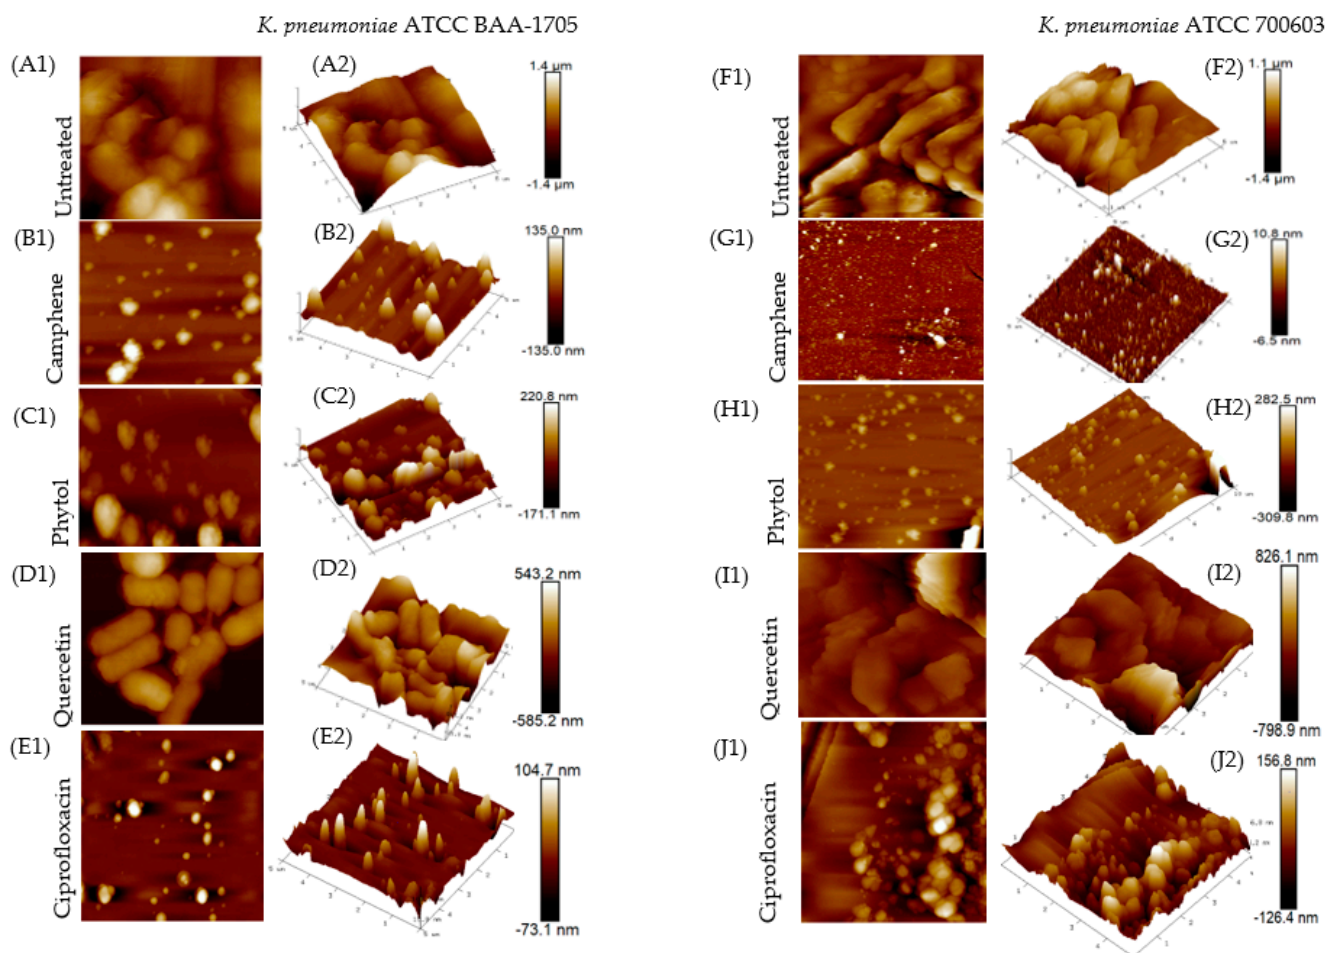 K. pneumoniae ATCC BAA-1705
K. pneumoniae ATCC 700603
(A1)
Untreated
(A2)
1.4 µm
-1.4 µm
(F1)
Untreated
(F2)
1.1 µm
-1.4 µm
(B1)
Camphene
(B2)
135.0 nm
-135.0 nm
(G1)
Camphene
(G2)
10.8 nm
-6.5 nm
(C1)
Phytol
(C2)
220.8 nm
-171.1 nm
(H1)
Phytol
(H2)
282.5 nm
-309.8 nm
(D1)
Quercetin
(D2)
543.2 nm
-585.2 nm
(I1)
Quercetin
(I2)
826.1 nm
-798.9 nm
(E1)
Ciprofloxacin
(E2)
104.7 nm
-73.1 nm
(J1)
Ciprofloxacin
(J2)
156.8 nm
-126.4 nm